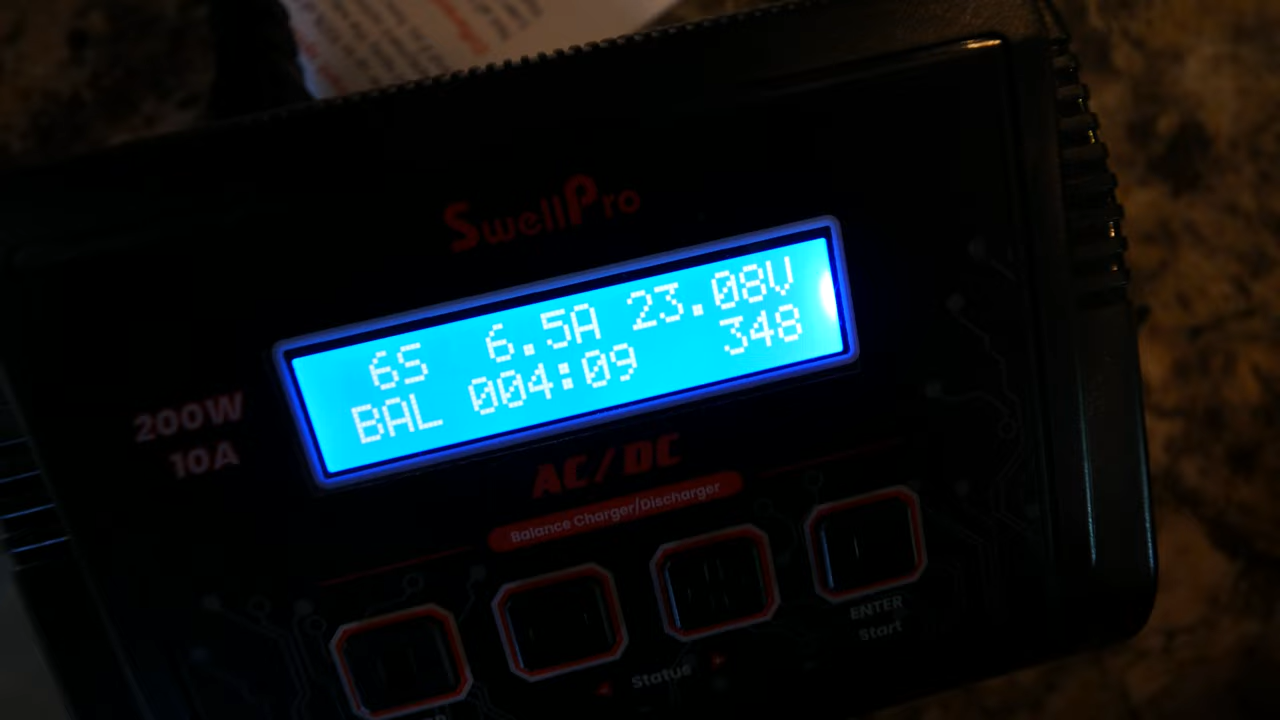 SwellPro
6S 6.5A 23.08V
BAL 004:09 348
200W
10A
AC/DC
Balance Charger/Discharger
ENTER
Start
Status